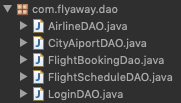 com.flyaway.dao
AirlineDAO.java
CityAiportDAO.java
FlightBookingDao.java
FlightScheduleDAO.java
LoginDAO.java